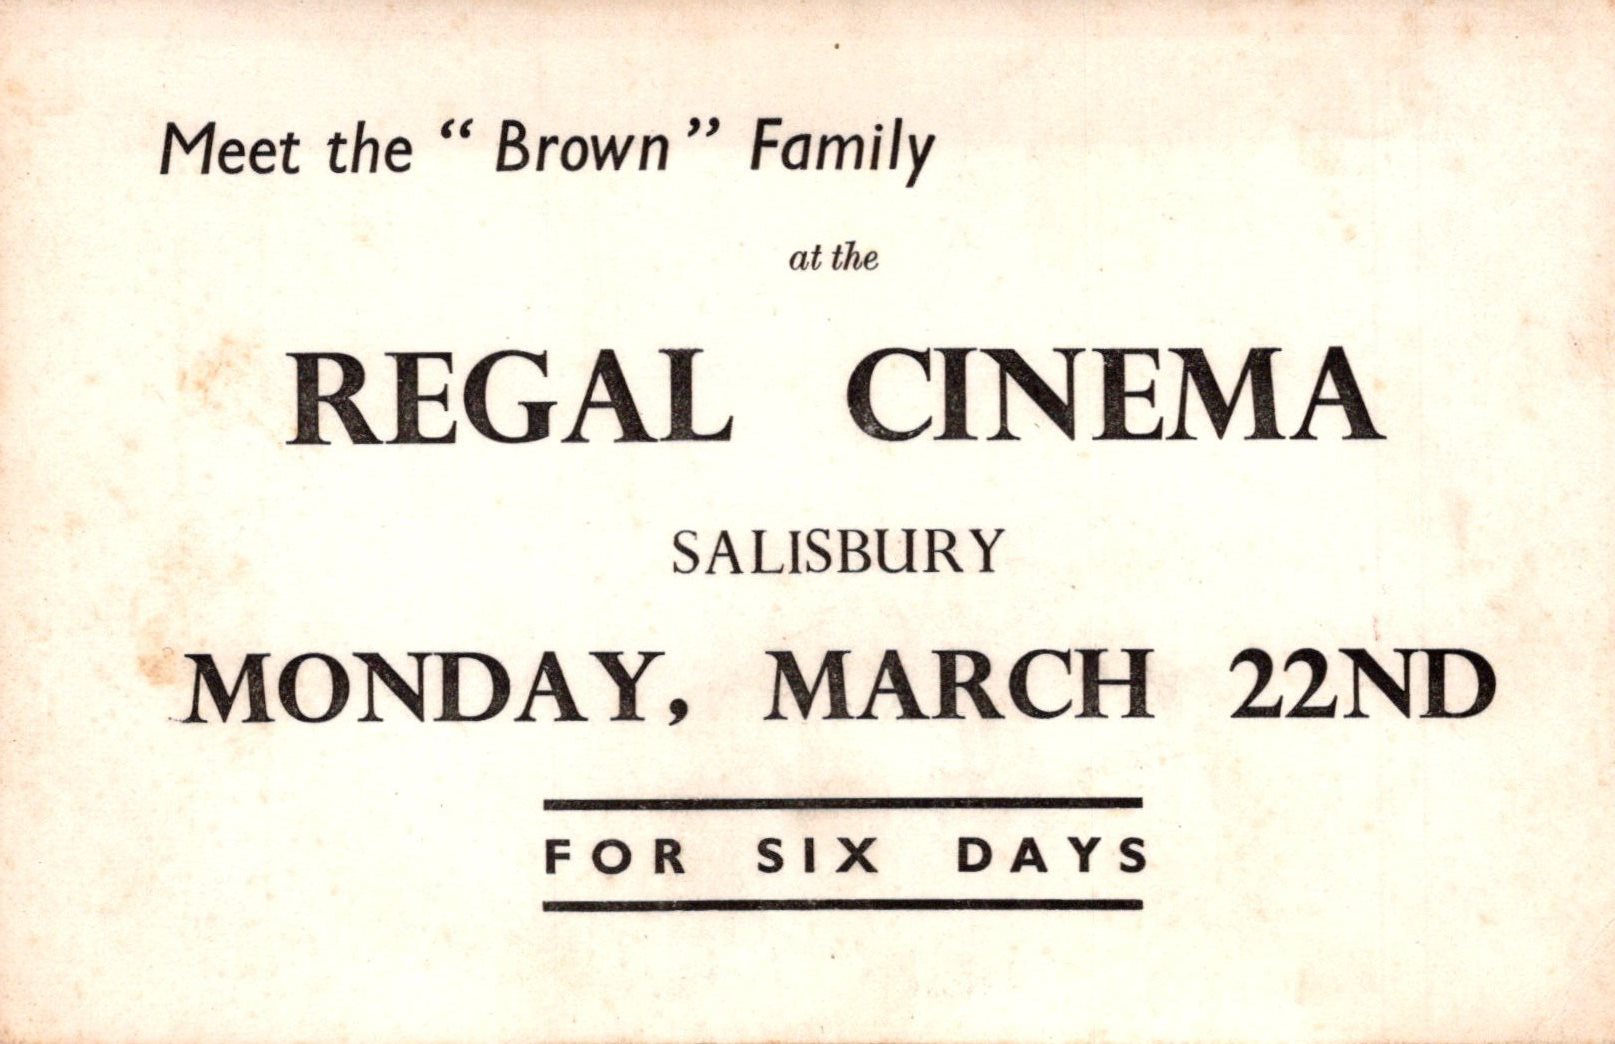 Meet the “ Brown ” Family
at the
REGAL CINEMA
SALISBURY
MONDAY, MARCH 22ND
FOR SIX DAYS